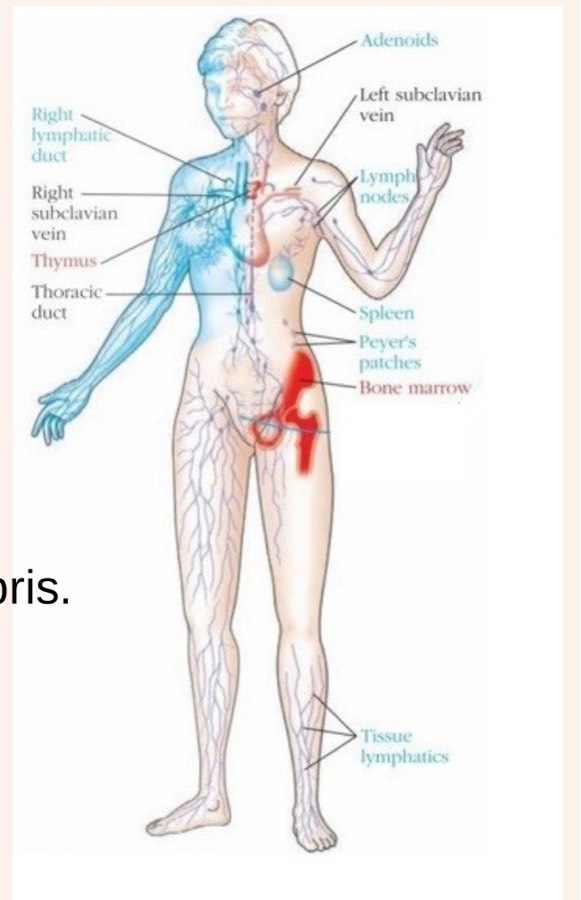 Adenoids
Left subclavian
vein
Right
lymphatic
duct
Lymph
nodes
Right
subclavian
vein
Thymus
Thoracic
duct
Spleen
Peyer's
patches
Bone marrow
ris.
Tissue
lymphatics